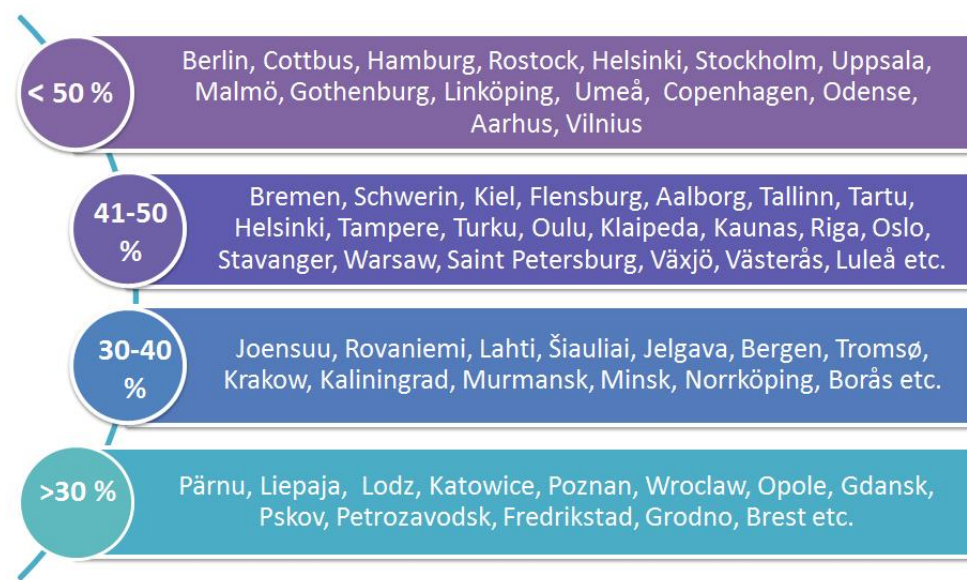 < 50 %
Berlin, Cottbus, Hamburg, Rostock, Helsinki, Stockholm, Uppsala,
Malmö, Gothenburg, Linköping, Umeå, Copenhagen, Odense,
Aarhus, Vilnius
41-50
%
Bremen, Schwerin, Kiel, Flensburg, Aalborg, Tallinn, Tartu,
Helsinki, Tampere, Turku, Oulu, Klaipeda, Kaunas, Riga, Oslo,
Stavanger, Warsaw, Saint Petersburg, Växjö, Västerås, Luleå etc.
30-40
%
Joensuu, Rovaniemi, Lahti, Šiauliai, Jelgava, Bergen, Tromsø,
Krakow, Kaliningrad, Murmansk, Minsk, Norrköping, Borås etc.
>30 %
Pärnu, Liepaja, Lodz, Katowice, Poznan, Wroclaw, Opole, Gdansk,
Pskov, Petrozavodsk, Fredrikstad, Grodno, Brest etc.